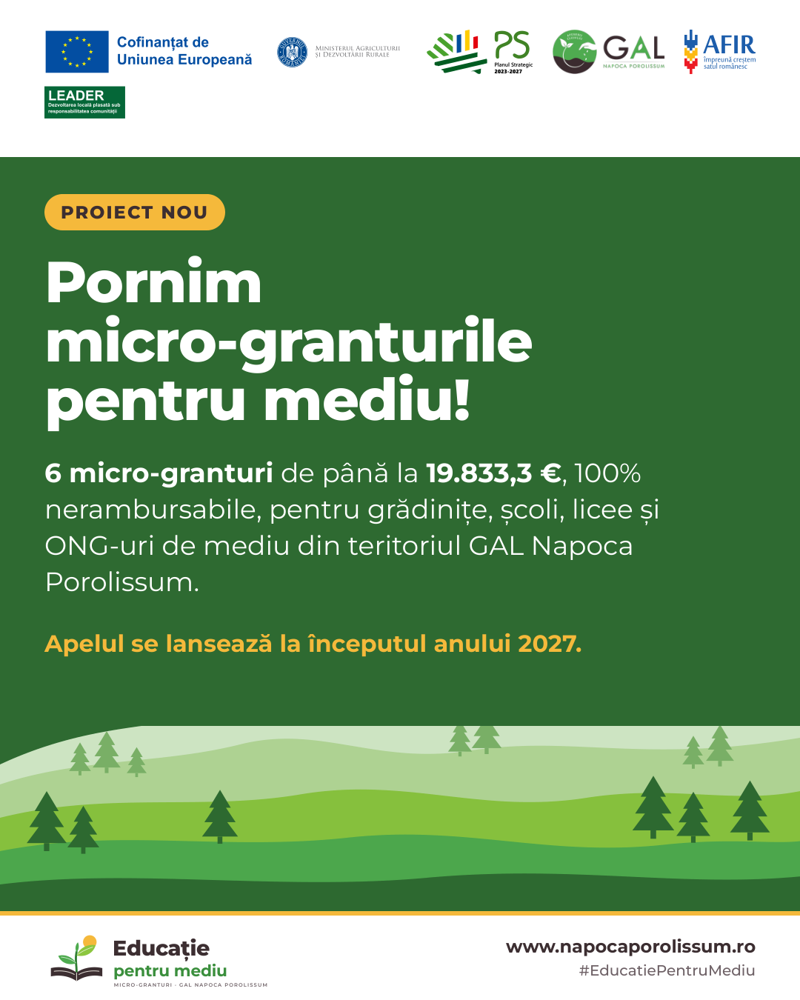 Cofinanțat de
Uniunea Europeană
GUVERNUL ROMÂNIEI
Ministerul Agriculturii
și Dezvoltării Rurale
PS
Planul Strategic
2023-2027
GAL
NAPOCA POROLISSUM
AFIR
împreună creștem
satul românesc
LEADER
Dezvoltarea locală plasată sub
responsabilitatea comunității
PROIECT NOU
Pornim
micro-granturile
pentru mediu!
6 micro-granturi de până la 19.833,3 €, 100%
nerambursabile, pentru grădinițe, școli, licee și
ONG-uri de mediu din teritoriul GAL Napoca
Porolissum.
Apelul se lansează la începutul anului 2027.
Educație
pentru mediu
MICRO-GRANTURI · GAL NAPOCA POROLISSUM
www.napocaporolissum.ro
#EducatiePentruMediu